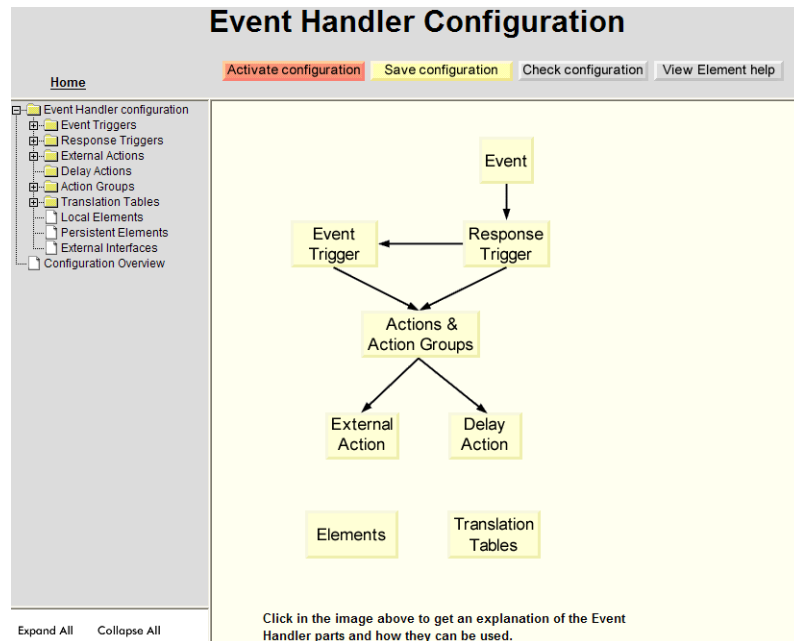 Event Handler Configuration
Home
Activate configuration
Save configuration
Check configuration
View Element help
Event Handler configuration
Event Triggers
Response Triggers
External Actions
Delay Actions
Action Groups
Translation Tables
Local Elements
Persistent Elements
External Interfaces
Configuration Overview
Expand All
Collapse All
Event
Event
Trigger
Response
Trigger
Actions &
Action Groups
External
Action
Delay
Action
Elements
Translation
Tables
Click in the image above to get an explanation of the Event
Handler parts and how they can be used.